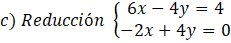 c) Reducción { 6x − 4y = 4
−2x + 4y = 0